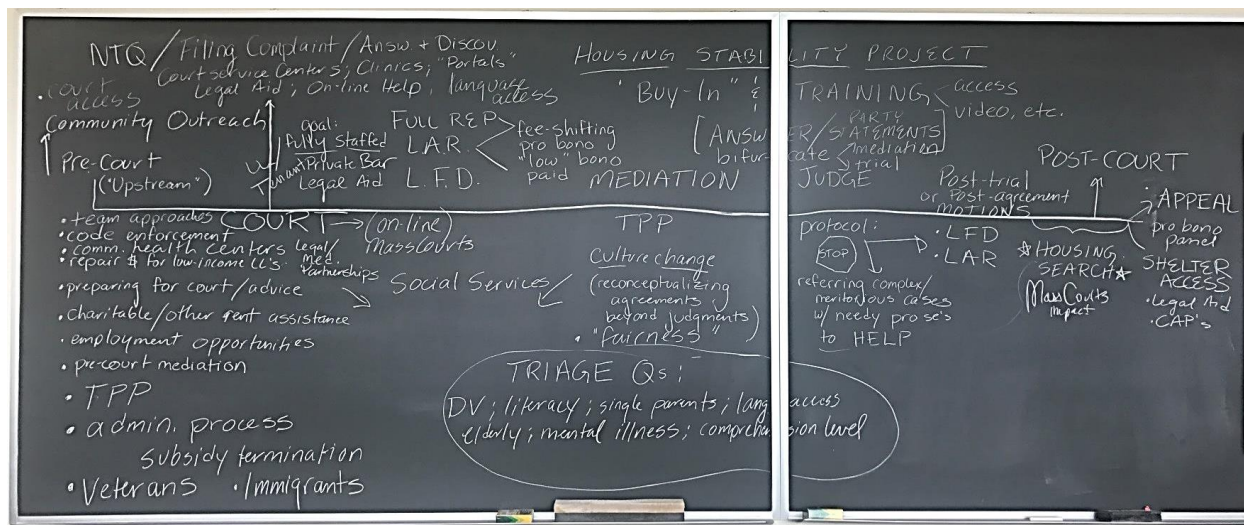 NTQ / Filing Complaint / Answ. + Discov
Court service Centers; Clinics; "Portals"
Legal Aid; On-line Help, language access
• court access
Community Outreach
Pre-Court
("Upstream")
goal:
fully staffed
Tenant Private Bar
Legal Aid
FULL REP
L.A.R.
L.F.D.
fee-shifting
pro bono
"low" bono
paid
HOUSING STABILITY PROJECT
"Buy-In" &
TRAINING
access
video, etc.
[ANSWER/PARTY STATEMENTS
bifurcate
mediation
trial
MEDIATION
JUDGE
Post-trial
or Post-agreement
MOTIONS
POST-COURT
• APPEAL
pro bono
panel
SHELTER
ACCESS
• Legal Aid
• CAP's
COURT → (on-line)
MassCourts
• team approaches
• code enforcement
• comm. health centers
legal/
med.
partnerships
• repair $ for low-income LL's.
• preparing for court/advice
• charitable/other rent assistance
• employment opportunities
• pre-court mediation
• TPP
• admin. process
subsidy termination
• Veterans • Immigrants
Social Services/
TPP
Culture change
(reconceptualizing
agreements
beyond judgments)
• "fairness"
protocol:
STOP
• LFD
• LAR
referring complex/
meritorious cases
w/ needy pro se's
to HELP
*HOUSING
SEARCH*
MassCourts
impact
TRIAGE Qs:
DV; literacy; single parents; lang access
elderly; mental illness; comprehension level